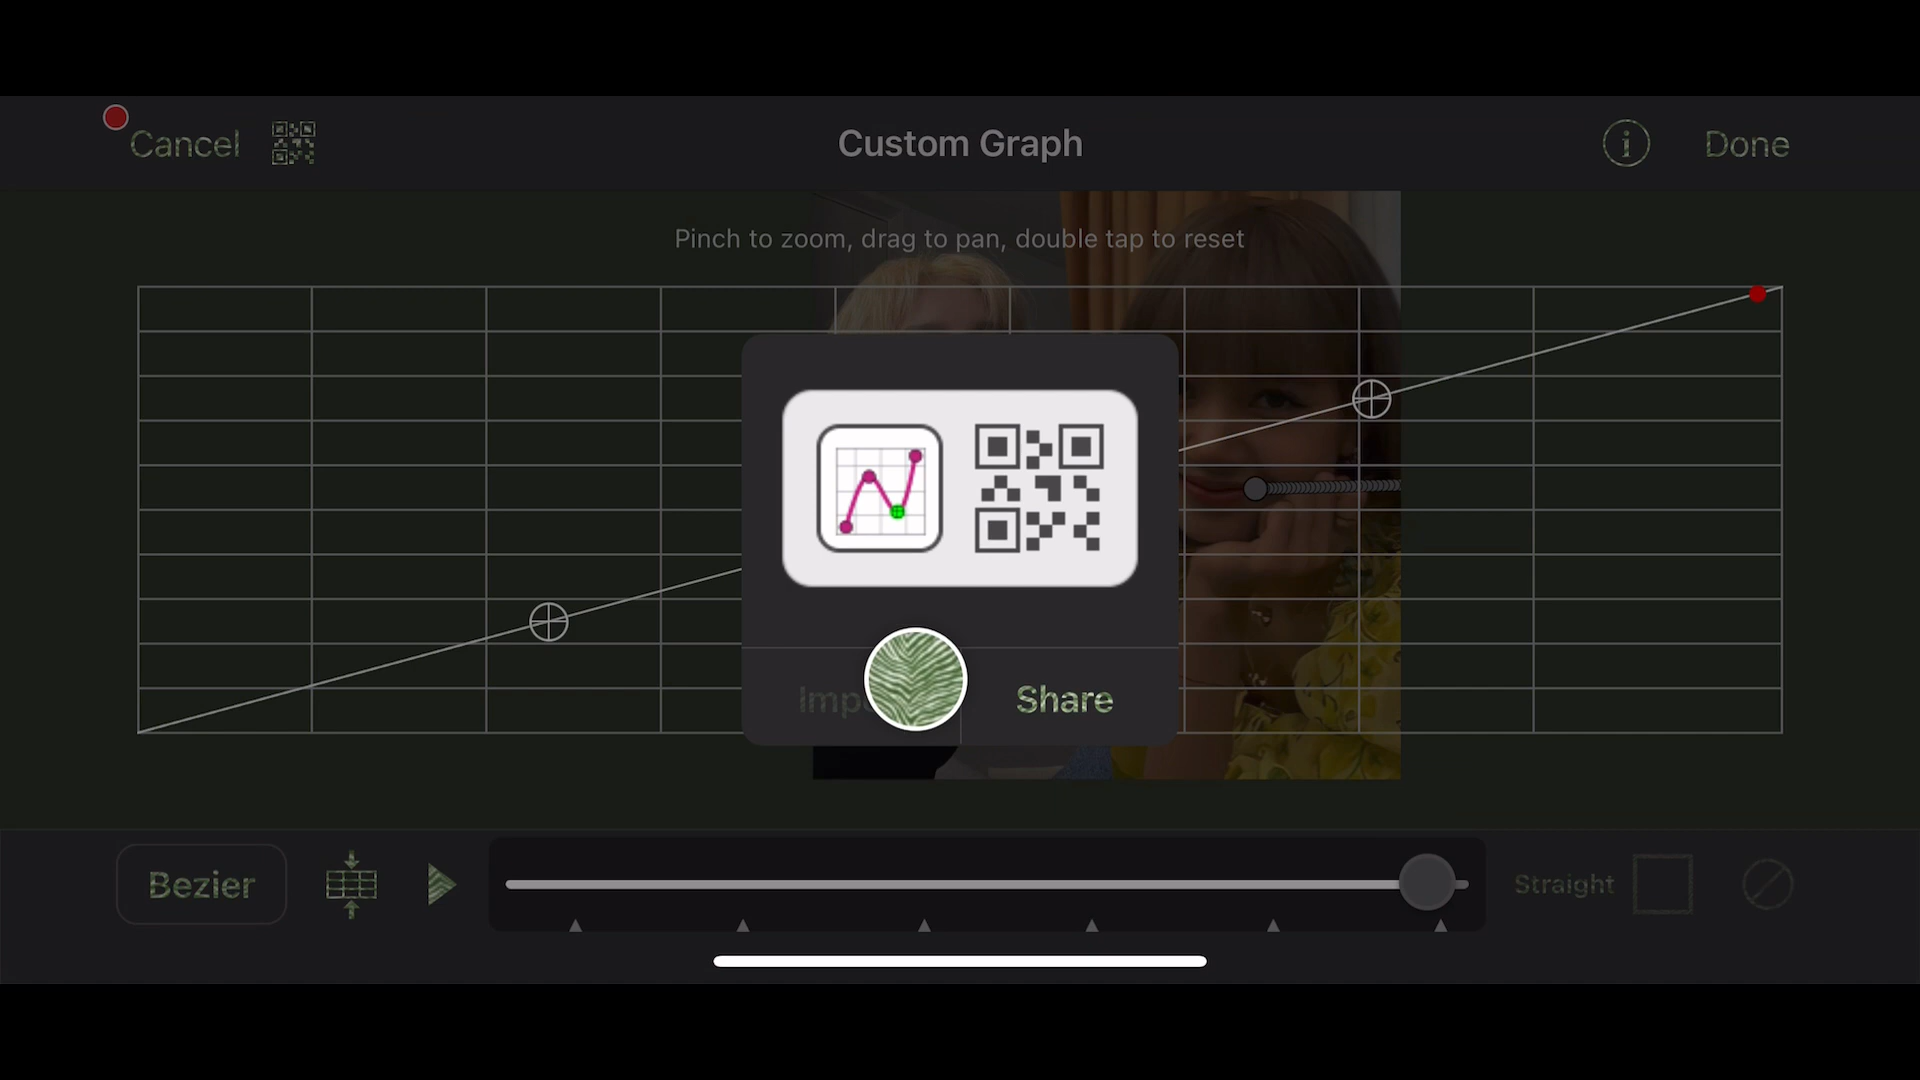 Cancel
Custom Graph
Done
Pinch to zoom, drag to pan, double tap to reset
Share
Bezier
Straight